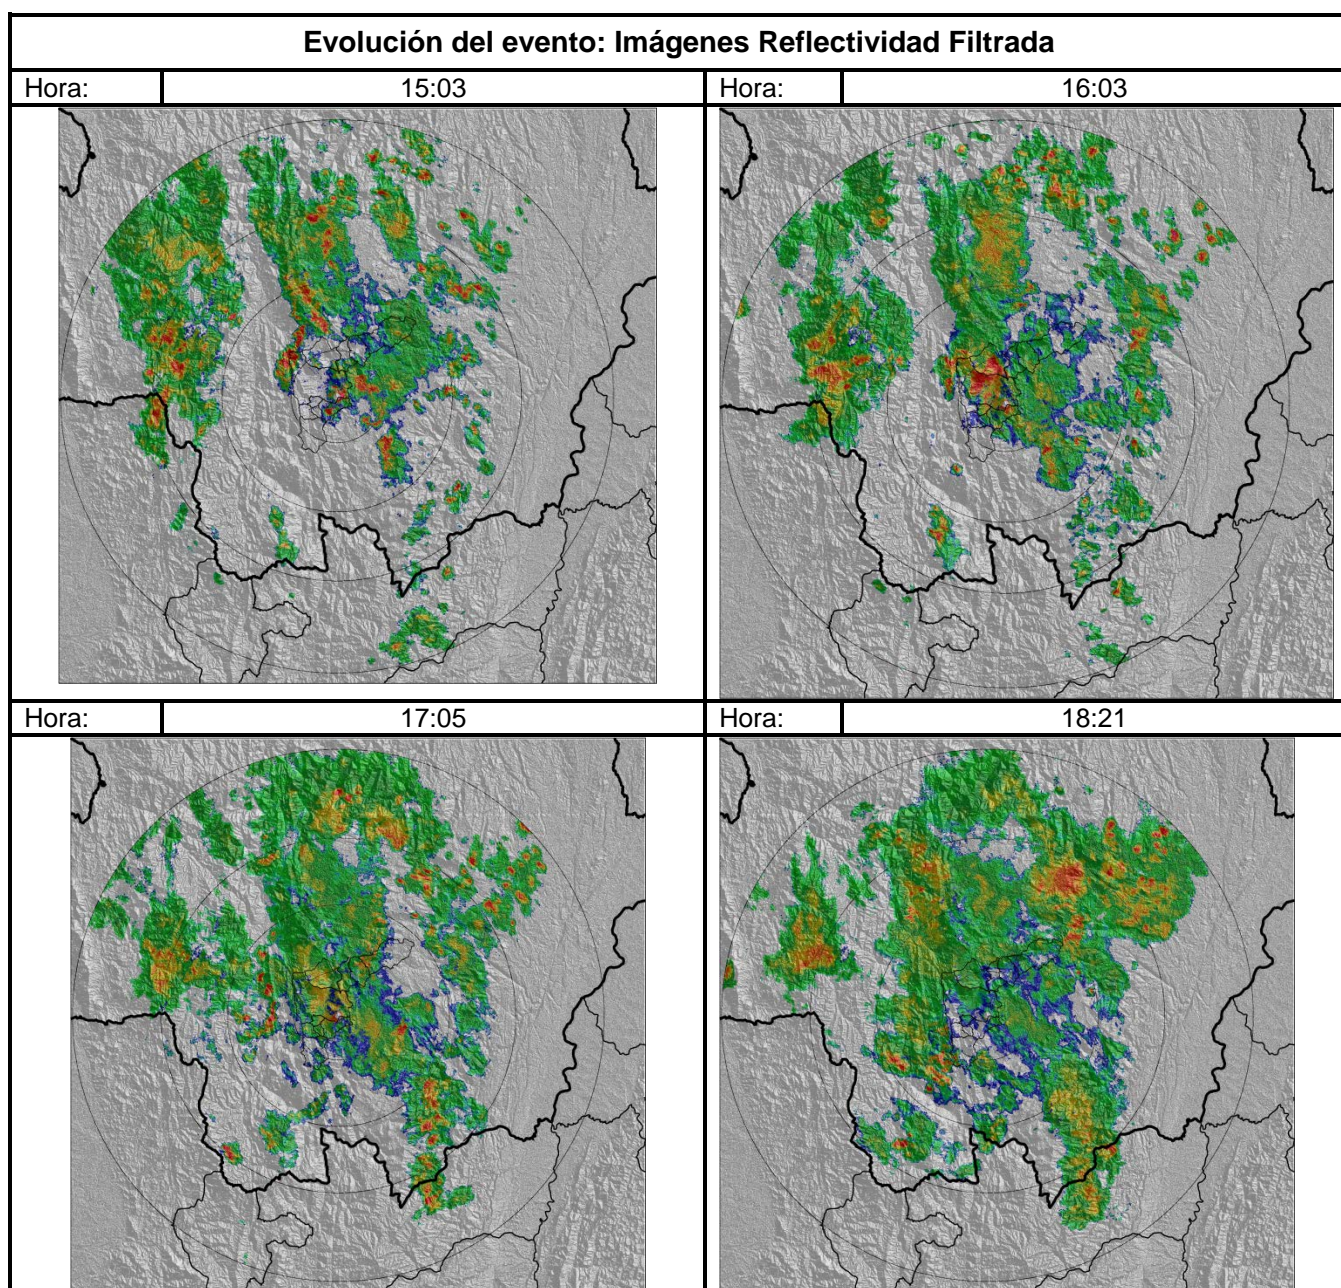 Evolución del evento: Imágenes Reflectividad Filtrada
Hora: 15:03 Hora: 16:03
Hora: 17:05 Hora: 18:21